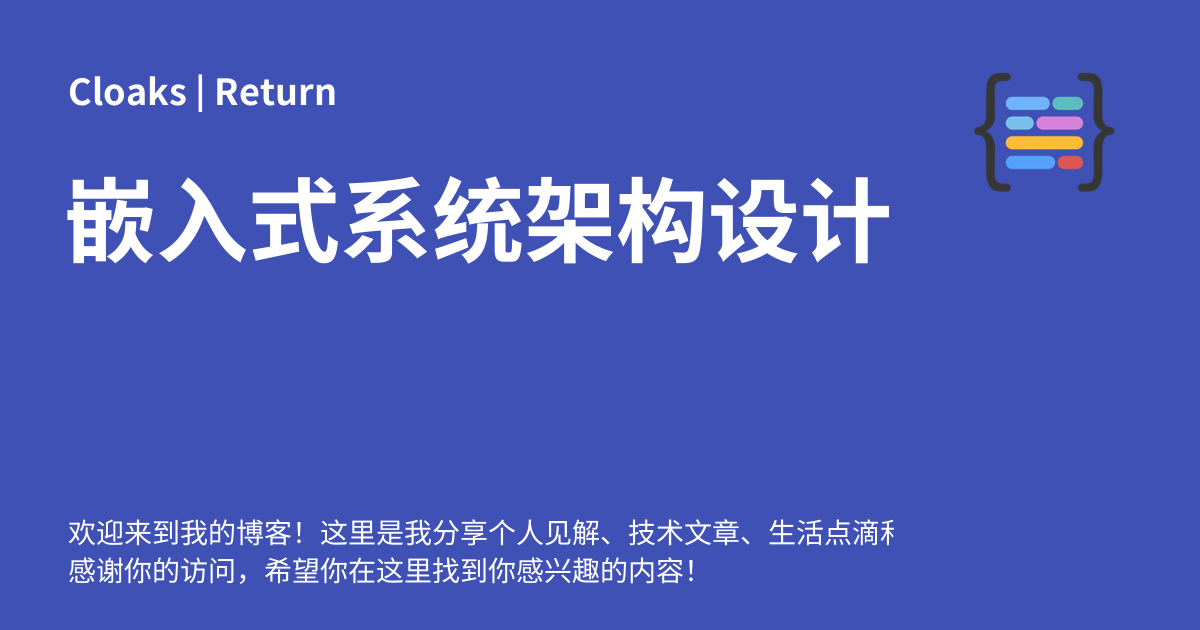 Cloaks | Return
嵌入式系统架构设计
欢迎来到我的博客！这里是我分享个人见解、技术文章、生活点滴和
感谢你的访问，希望你在这里找到你感兴趣的内容！